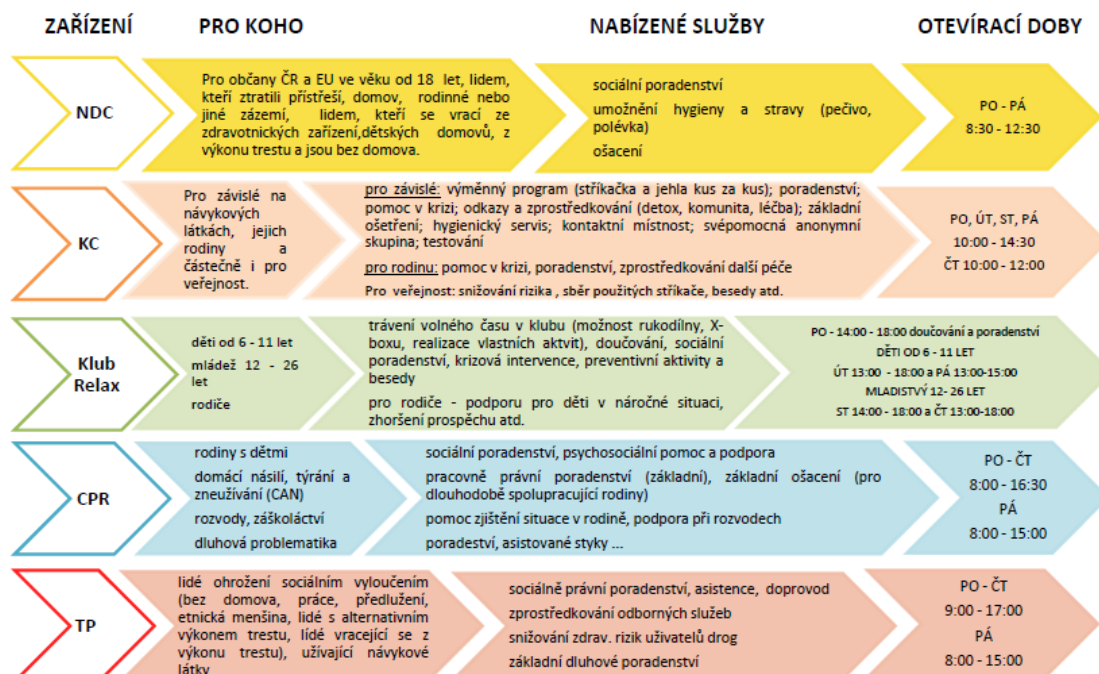 ZAŘÍZENÍ PRO KOHO NABÍZENÉ SLUŽBY OTEVÍRACÍ DOBY
NDC
Pro občany ČR a EU ve věku od 18 let, lidem,
kteří ztratili přístřeší, domov, rodinné nebo
jiné zázemí, lidem, kteří se vrací ze
zdravotnických zařízení,dětských domovů, z
výkonu trestu a jsou bez domova.
sociální poradenství
umožnění hygieny a stravy (pečivo,
polévka)
ošacení
PO - PÁ
8:30 - 12:30
KC
Pro závislé na
návykových
látkách, jejich
rodiny a
částečně i pro
veřejnost.
pro závislé: výměnný program (stříkačka a jehla kus za kus); poradenství;
pomoc v krizi; odkazy a zprostředkování (detox, komunita, léčba); základní
ošetření; hygienický servis; kontaktní místnost; svépomocná anonymní
skupina; testování
pro rodinu: pomoc v krizi, poradenství, zprostředkování další péče
Pro veřejnost: snižování rizika , sběr použitých stříkače, besedy atd.
PO, ÚT, ST, PÁ
10:00 - 14:30
ČT 10:00 - 12:00
Klub
Relax
děti od 6 - 11 let
mládež 12 - 26
let
rodiče
trávení volného času v klubu (možnost rukodílny, X-
boxu, realizace vlastních aktvit), doučování, sociální
poradenství, krizová intervence, preventivní aktivity a
besedy
pro rodiče - podporu pro děti v náročné situaci,
zhoršení prospěchu atd.
PO - 14:00 - 18:00 doučování a poradenství
DĚTI OD 6 - 11 LET
ÚT 13:00 - 18:00 a PÁ 13:00-15:00
MLADISTVÝ 12- 26 LET
ST 14:00 - 18:00 a ČT 13:00-18:00
CPR
rodiny s dětmi
domácí násilí, týrání a
zneužívání (CAN)
rozvody, záškoláctví
dluhová problematika
sociální poradenství, psychosociální pomoc a podpora
pracovně právní poradenství (základní), základní ošacení (pro
dlouhodobě spolupracující rodiny)
pomoc zjištění situace v rodině, podpora při rozvodech
poradeství, asistované styky ...
PO - ČT
8:00 - 16:30
PÁ
8:00 - 15:00
TP
lidé ohrožení sociálním vyloučením
(bez domova, práce, předlužení,
etnická menšina, lidé s alternativním
výkonem trestu, lídé vracející se z
výkonu trestu), užívající návykové
látky
sociálně právní poradenství, asistence, doprovod
zprostředkování odborných služeb
snižování zdrav. rizik uživatelů drog
základní dluhové poradenství
PO - ČT
9:00 - 17:00
PÁ
8:00 - 15:00